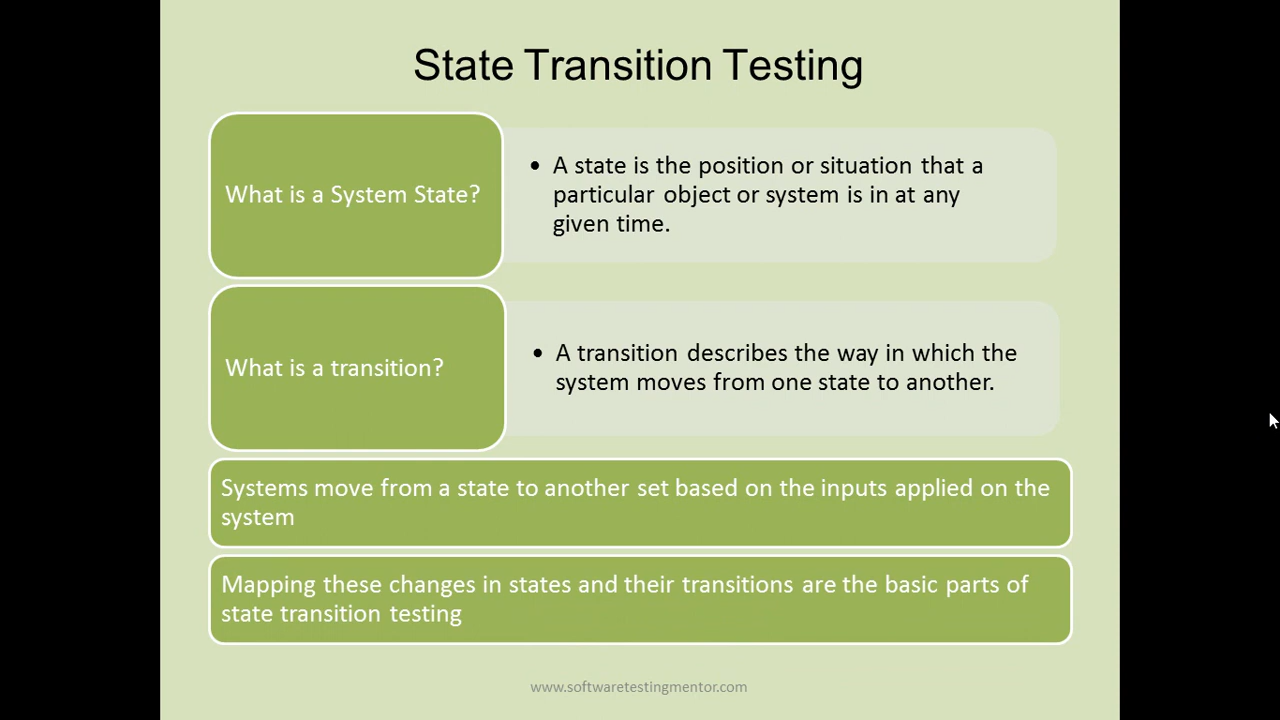 State Transition Testing
What is a System State?
• A state is the position or situation that a
particular object or system is in at any
given time.
What is a transition?
• A transition describes the way in which the
system moves from one state to another.
Systems move from a state to another set based on the inputs applied on the
system
Mapping these changes in states and their transitions are the basic parts of
state transition testing
www.softwaretestingmentor.com